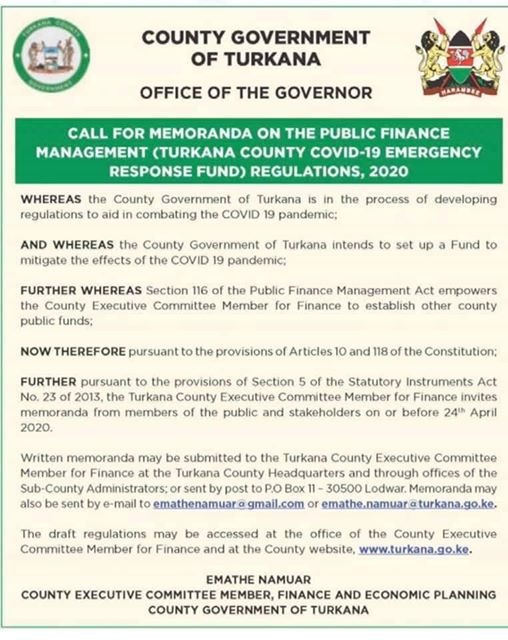 TURKANA COUNTY
GOVERNMENT
COUNTY GOVERNMENT
OF TURKANA
OFFICE OF THE GOVERNOR
HARAMBEE
CALL FOR MEMORANDA ON THE PUBLIC FINANCE
MANAGEMENT (TURKANA COUNTY COVID-19 EMERGENCY
RESPONSE FUND) REGULATIONS, 2020
WHEREAS the County Government of Turkana is in the process of developing
regulations to aid in combating the COVID 19 pandemic;
AND WHEREAS the County Government of Turkana intends to set up a Fund to
mitigate the effects of the COVID 19 pandemic;
FURTHER WHEREAS Section 116 of the Public Finance Management Act empowers
the County Executive Committee Member for Finance to establish other county
public funds;
NOW THEREFORE pursuant to the provisions of Articles 10 and 118 of the Constitution;
FURTHER pursuant to the provisions of Section 5 of the Statutory Instruments Act
No. 23 of 2013, the Turkana County Executive Committee Member for Finance invites
memoranda from members of the public and stakeholders on or before 24th April
2020.
Written memoranda may be submitted to the Turkana County Executive Committee
Member for Finance at the Turkana County Headquarters and through offices of the
Sub-County Administrators; or sent by post to P.O Box 11 – 30500 Lodwar. Memoranda may
also be sent by e-mail to emathenamuar@gmail.com or emathe.namuar@turkana.go.ke.
The draft regulations may be accessed at the office of the County Executive
Committee Member for Finance and at the County website, www.turkana.go.ke.
EMATHE NAMUAR
COUNTY EXECUTIVE COMMITTEE MEMBER, FINANCE AND ECONOMIC PLANNING
COUNTY GOVERNMENT OF TURKANA